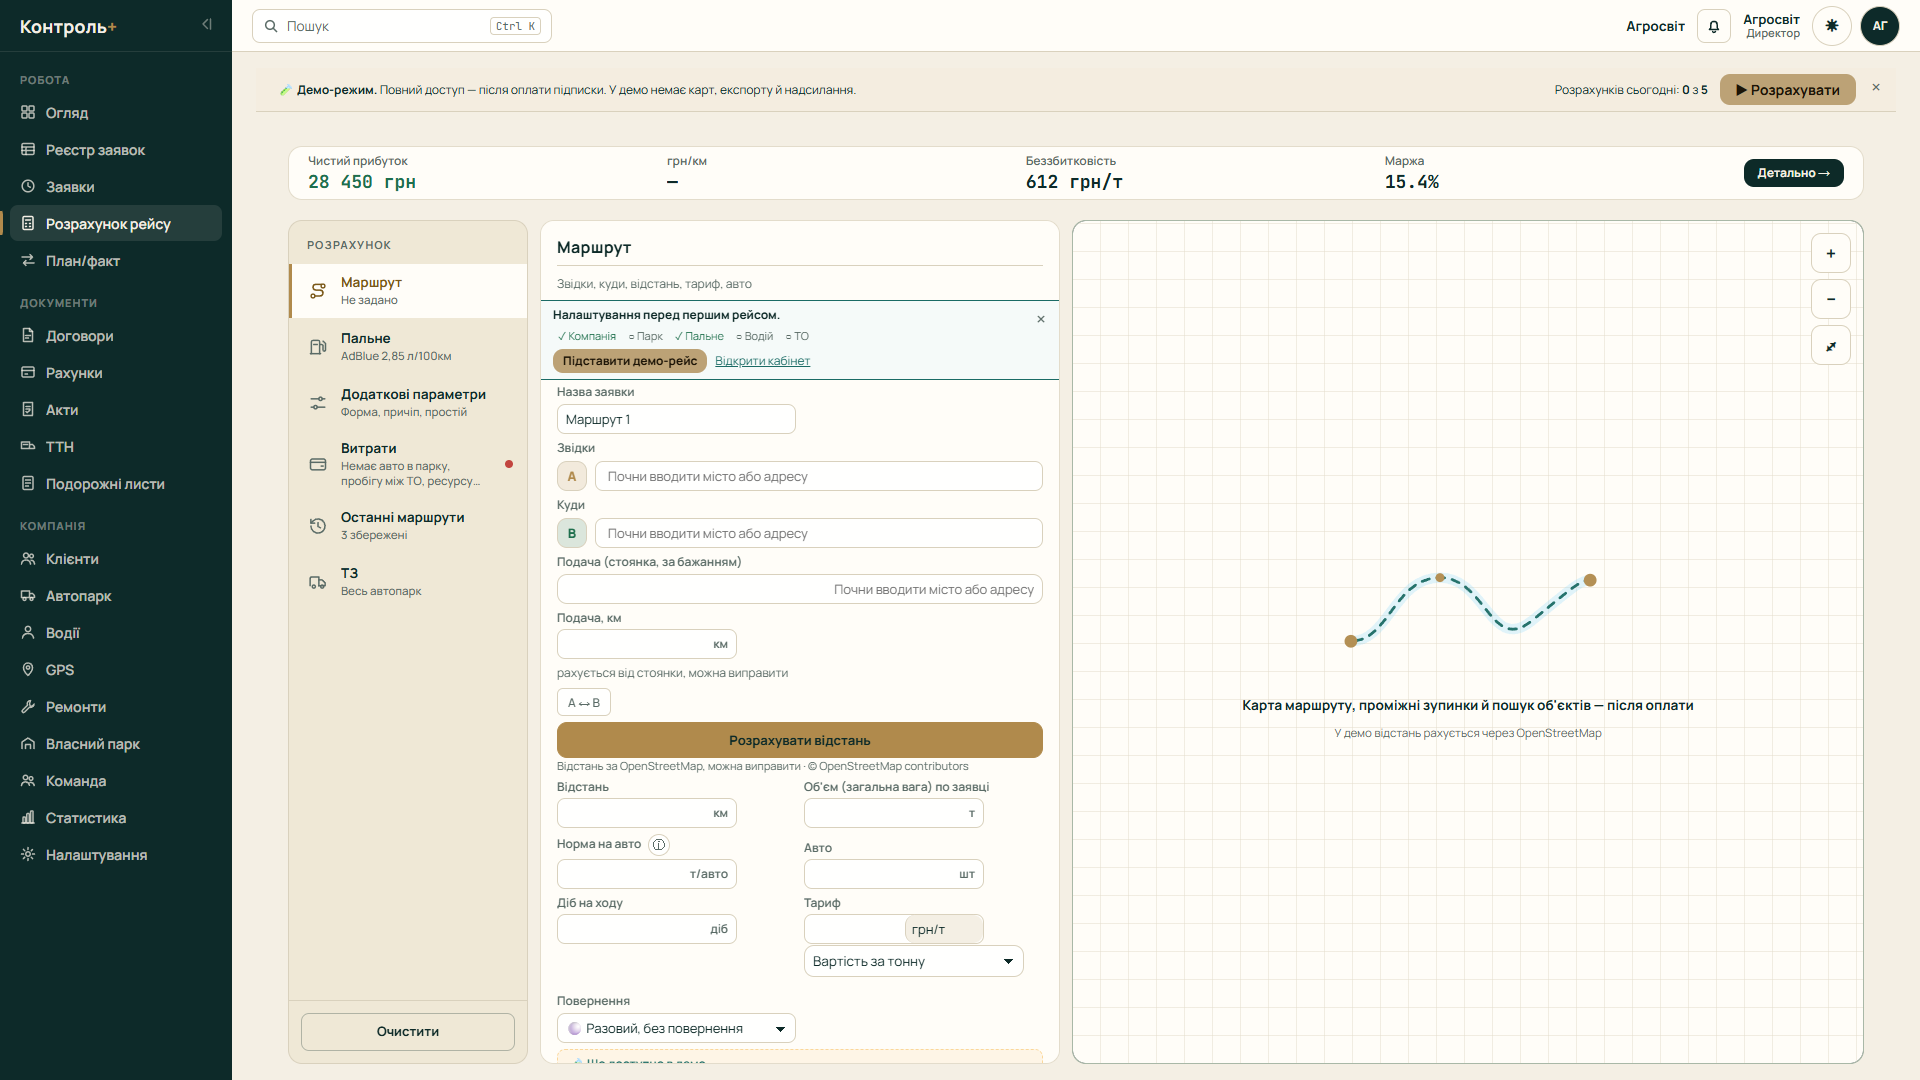 Контроль+
РОБОТА
Огляд
Реєстр заявок
Заявки
Розрахунок рейсу
План/факт
ДОКУМЕНТИ
Договори
Рахунки
Акти
ТТН
Подорожні листи
КОМПАНІЯ
Клієнти
Автопарк
Водії
GPS
Ремонти
Власний парк
Команда
Статистика
Налаштування
Пошук
Ctrl K
Агросвіт
Агросвіт
Директор
АГ
Демо-режим. Повний доступ — після оплати підписки. У демо немає карт, експорту й надсилання.
Розрахунків сьогодні: 0 з 5
▶ Розрахувати
×
Чистий прибуток
28 450 грн
грн/км
—
Беззбитковість
612 грн/т
Маржа
15.4%
Детально →
РОЗРАХУНОК
Маршрут
Не задано
Пальне
AdBlue 2,85 л/100км
Додаткові параметри
Форма, причіп, простій
Витрати
Немає авто в парку,
пробігу між ТО, ресурсу…
Останні маршрути
3 збережені
ТЗ
Весь автопарк
Очистити
Маршрут
Звідки, куди, відстань, тариф, авто
Налаштування перед першим рейсом.
×
✓ Компанія ○ Парк ✓ Пальне ○ Водій ○ ТО
Підставити демо-рейс
Відкрити кабінет
Назва заявки
Маршрут 1
Звідки
A
Почни вводити місто або адресу
Куди
B
Почни вводити місто або адресу
Подача (стоянка, за бажанням)
Почни вводити місто або адресу
Подача, км
км
рахується від стоянки, можна виправити
A ↔ B
Розрахувати відстань
Відстань за OpenStreetMap, можна виправити · © OpenStreetMap contributors
Відстань
км
Об'єм (загальна вага) по заявці
т
Норма на авто
т/авто
Авто
шт
Діб на ходу
діб
Тариф
грн/т
Вартість за тонну
Повернення
Разовий, без повернення
+
−
Карта маршруту, проміжні зупинки й пошук об'єктів — після оплати
У демо відстань рахується через OpenStreetMap